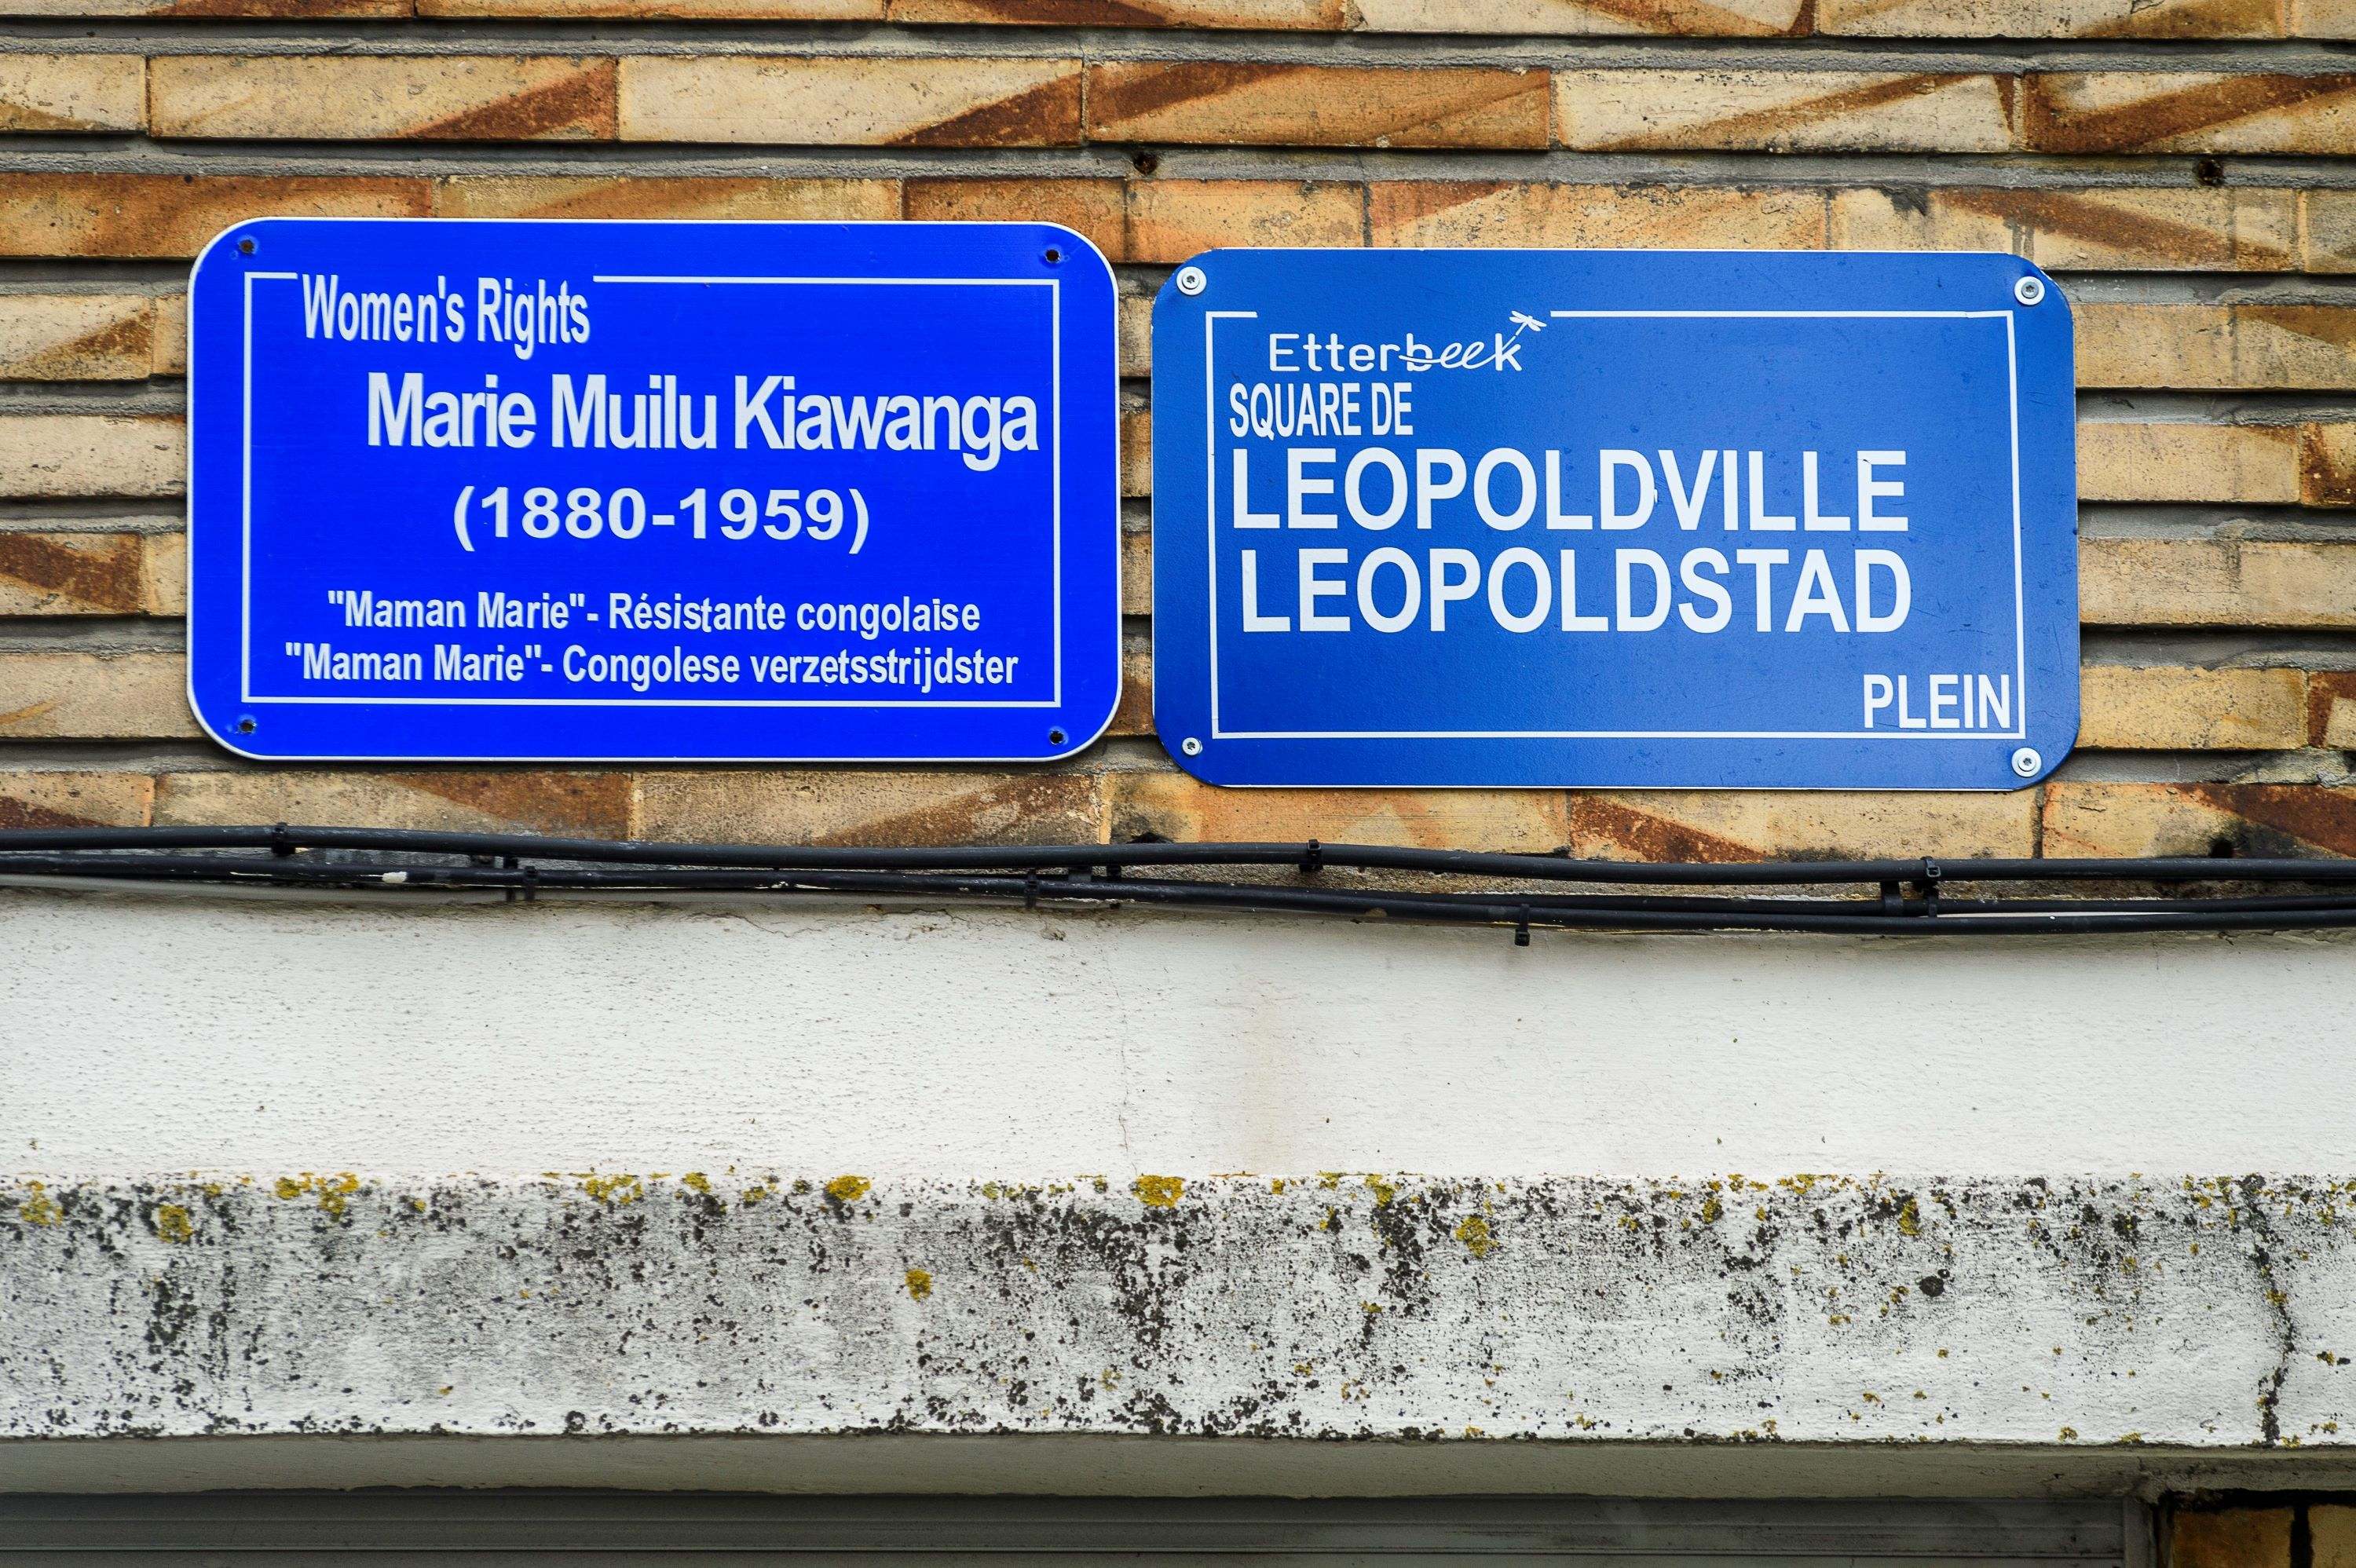 Women's Rights
Marie Muilu Kiawanga
(1880-1959)
"Maman Marie"- Résistante congolaise
"Maman Marie"- Congolese verzetsstrijdster
Etterbeek
SQUARE DE
LEOPOLDVILLE
LEOPOLDSTAD
PLEIN